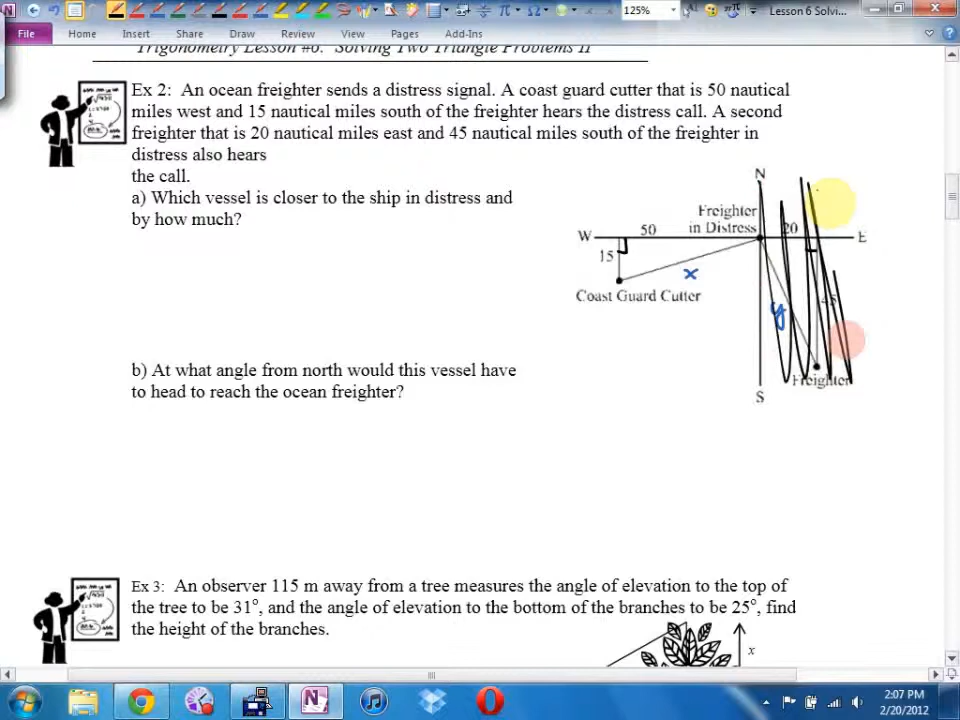 125%
Lesson 6 Solvi...
File Home Insert Share Draw Review View Pages Add-Ins
Trigonometry Lesson #6: Solving Two Triangle Problems II
Ex 2: An ocean freighter sends a distress signal. A coast guard cutter that is 50 nautical
miles west and 15 nautical miles south of the freighter hears the distress call. A second
freighter that is 20 nautical miles east and 45 nautical miles south of the freighter in
distress also hears
the call.
a) Which vessel is closer to the ship in distress and
by how much?
N
Freighter
in Distress
W
50
20
E
15
x
45
Coast Guard Cutter
y
Freighter
S
b) At what angle from north would this vessel have
to head to reach the ocean freighter?
Ex 3: An observer 115 m away from a tree measures the angle of elevation to the top of
the tree to be 31°, and the angle of elevation to the bottom of the branches to be 25°, find
the height of the branches.
x
2:07 PM
2/20/2012